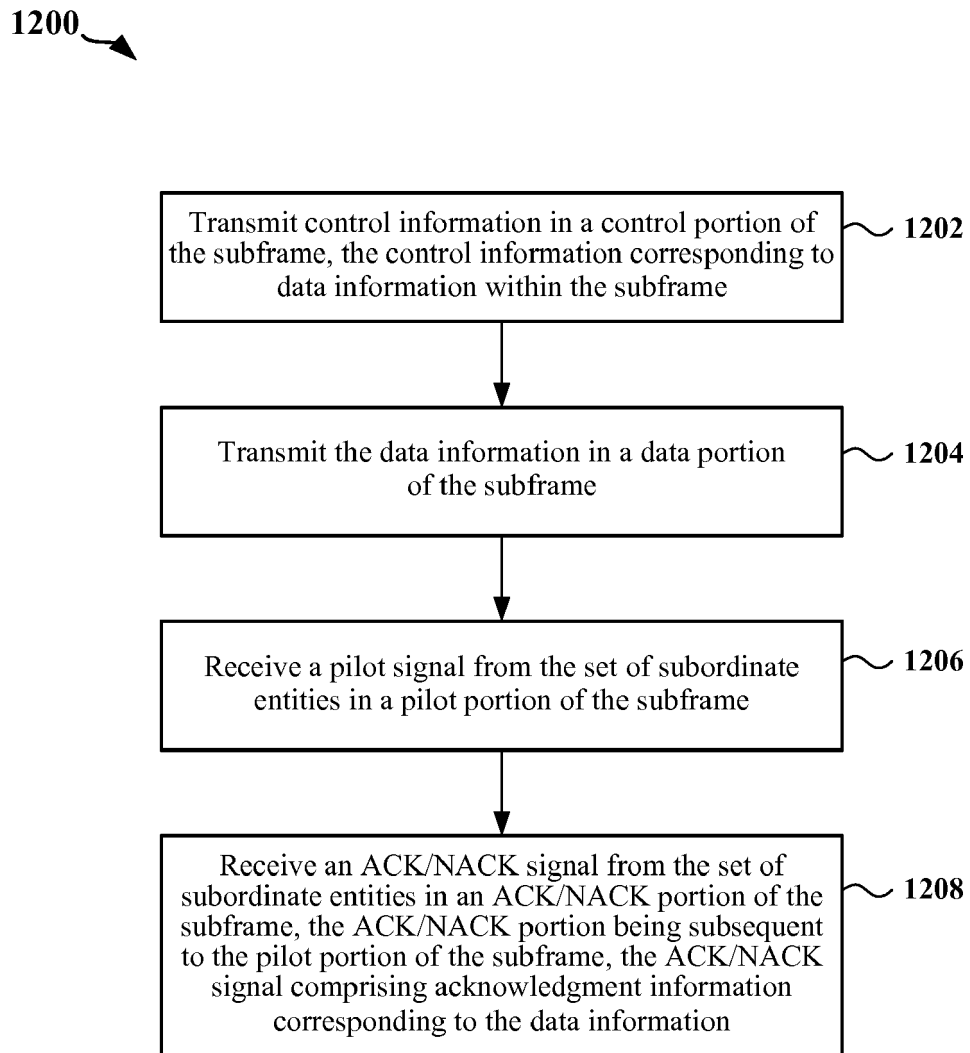 1200
Transmit control information in a control portion of
the subframe, the control information corresponding to
data information within the subframe
1202
Transmit the data information in a data portion
of the subframe
1204
Receive a pilot signal from the set of subordinate
entities in a pilot portion of the subframe
1206
Receive an ACK/NACK signal from the set of
subordinate entities in an ACK/NACK portion of the
subframe, the ACK/NACK portion being subsequent
to the pilot portion of the subframe, the ACK/NACK
signal comprising acknowledgment information
corresponding to the data information
1208